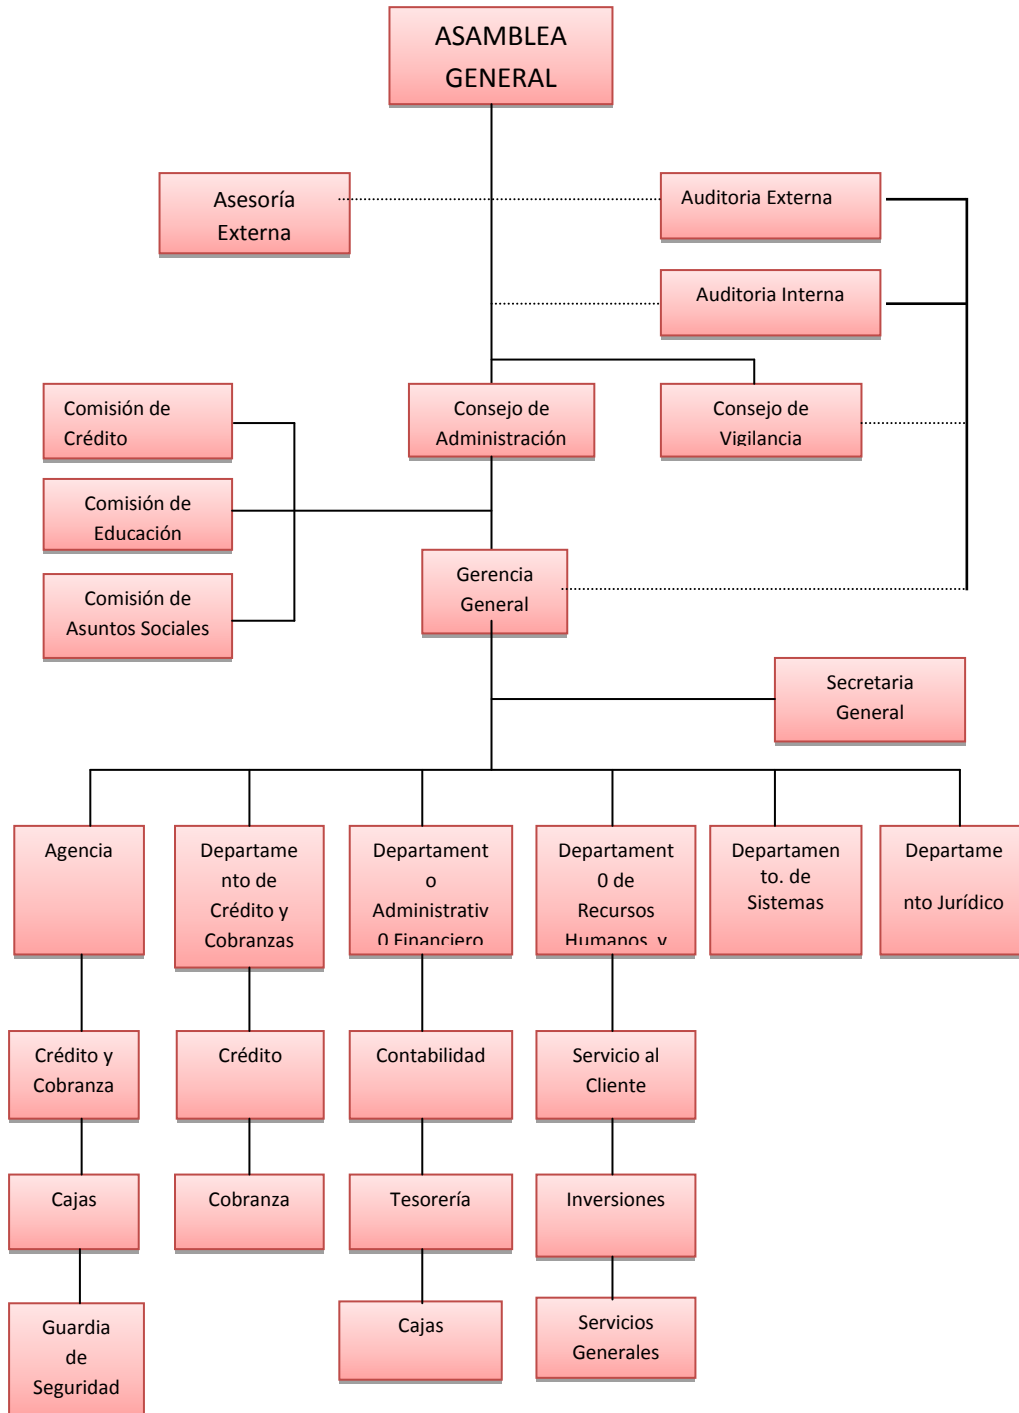 ASAMBLEA
GENERAL
Asesoría
Externa
Auditoria Externa
Auditoria Interna
Comisión de
Crédito
Consejo de
Administración
Consejo de
Vigilancia
Comisión de
Educación
Gerencia
General
Comisión de
Asuntos Sociales
Secretaria
General
Agencia
Departame
nto de
Crédito y
Cobranzas
Departament
o
Administrativ
0 Financiero
Departament
0 de
Recursos
Humanos y
Departamen
to. de
Sistemas
Departame
nto Jurídico
Crédito y
Cobranza
Crédito
Contabilidad
Servicio al
Cliente
Cajas
Cobranza
Tesorería
Inversiones
Guardia
de
Seguridad
Cajas
Servicios
Generales